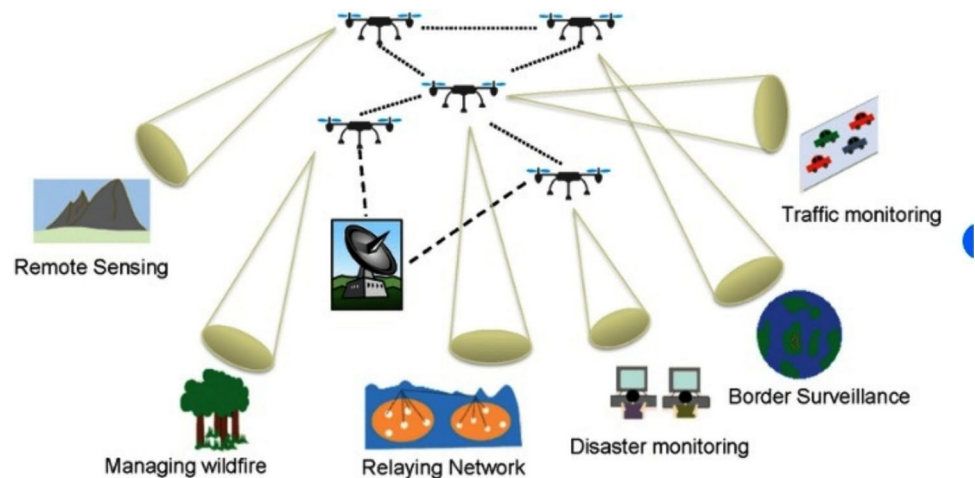 Remote Sensing
Traffic monitoring
Border Surveillance
Disaster monitoring
Managing wildfire
Relaying Network